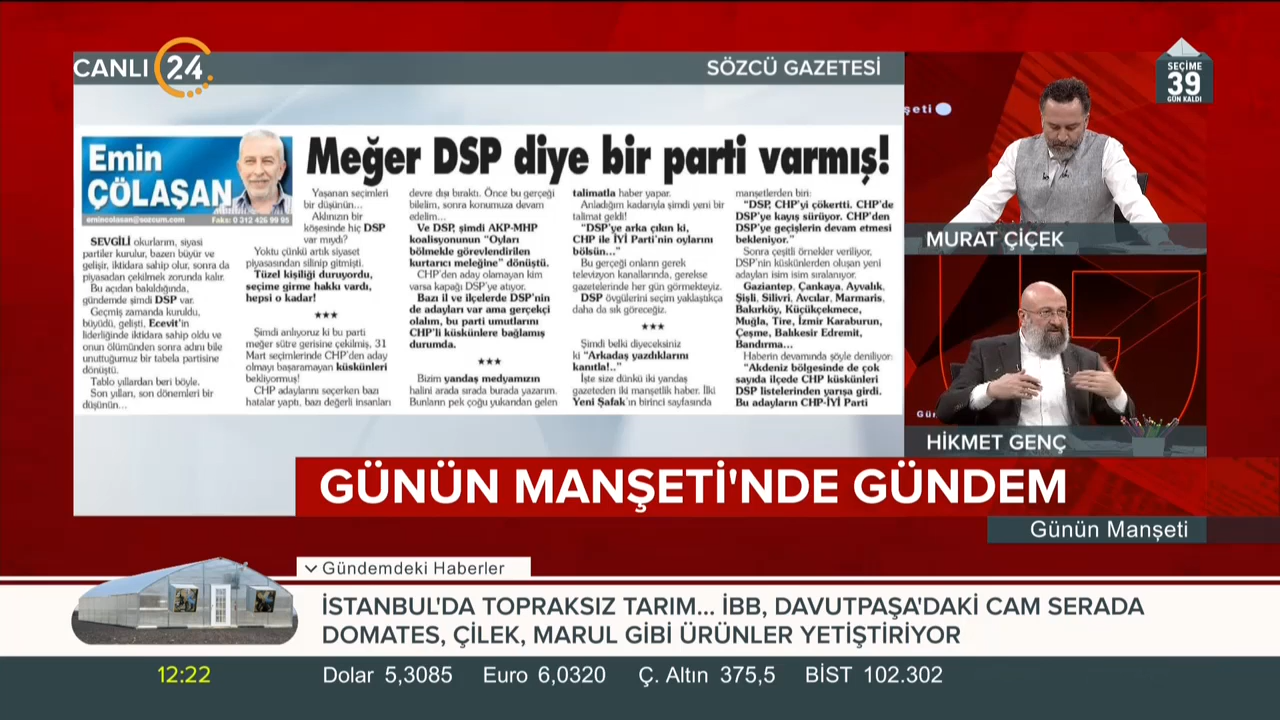 CANLI 24
SÖZCÜ GAZETESİ
SEÇİME
39
GÜN KALDI
Emin
ÇÖLAŞAN
emincolasan@sozcu.com
Faks: 0 312 426 99 95
Meğer DSP diye bir parti varmış!
SEVGİLİ okurlarım, siyasi
partiler kurulur, bazen büyür ve
gelişir, iktidara sahip olur, sonra da
piyasadan çekilmek zorunda kalır.
Bu açıdan bakıldığında,
gündemde şimdi DSP var.
Geçmiş zamanda kuruldu,
büyüdü, gelişti, Ecevit'in
liderliğinde iktidara sahip oldu ve
onun ölümünden sonra adını bile
unuttuğumuz bir tabela partisine
dönüştü.
Tablo yıllardan beri böyle.
Son yılları, son dönemleri bir
düşünün...
Yaşanan seçimleri
bir düşünün...
Aklınızın bir
köşesinde hiç DSP
var mıydı?
Yoktu çünkü artık siyaset
piyasasından silinip gitmişti.
Tüzel kişiliği duruyordu,
seçime girme hakkı vardı,
hepsi o kadar!
***
Şimdi anlıyoruz ki bu parti
meğer sütre gerisine çekilmiş, 31
Mart seçimlerinde CHP'den aday
olmayı başaramayan küskünleri
bekliyormuş!
CHP adaylarını seçerken bazı
hatalar yaptı, bazı değerli insanları
devre dışı bıraktı. Önce bu gerçeği
bilelim, sonra konumuza devam
edelim...
Ve DSP, şimdi AKP-MHP
koalisyonunun "Oyları
bölmekle görevlendirilen
kurtarıcı meleğine" dönüştü.
CHP'den aday olamayan kim
varsa kapağı DSP'ye atıyor.
Bazı il ve ilçelerde DSP'nin
de adayları var ama gerçekçi
olalım, bu parti umutlarını
CHP'li küskünlere bağlamış
durumda.
***
Bizim yandaş medyamızın
halini arada sırada burada yazarım.
Bunların pek çoğu yukarıdan gelen
talimatla haber yapar.
Anladığım kadarıyla şimdi yeni bir
talimat geldi!
"DSP'ye arka çıkın ki,
CHP ile İYİ Parti'nin oylarını
bölsün..."
Bu gerçeği onların gerek
televizyon kanallarında, gerekse
gazetelerinde her gün görmekteyiz.
DSP övgülerini seçim yaklaştıkça
daha da sık göreceğiz.
***
Şimdi belki diyeceksiniz
ki "Arkadaş yazdıklarını
kanıtla!.."
İşte size dünkü iki yandaş
gazeteden iki manşetlik haber. İlki
Yeni Şafak'ın birinci sayfasında
manşetlerden biri:
"DSP, CHP'yi çökertti. CHP'de
DSP'ye kayış sürüyor. CHP'den
DSP'ye geçişlerin devam etmesi
bekleniyor."
Sonra çeşitli örnekler veriliyor,
DSP'nin küskünlerden oluşan yeni
adayları isim isim sıralanıyor.
Gaziantep, Çankaya, Ayvalık,
Şişli, Silivri, Avcılar, Marmaris,
Bakırköy, Küçükçekmece,
Muğla, Tire, İzmir Karaburun,
Çeşme, Balıkesir Edremit,
Bandırma...
Haberin devamında şöyle deniliyor:
"Akdeniz bölgesinde de çok
sayıda ilçede CHP küskünleri
DSP listelerinden yarışa girdi.
Bu adayların CHP-İYİ Parti
şeti
MURAT ÇİÇEK
Gün
HİKMET GENÇ
GÜNÜN MANŞETİ'NDE GÜNDEM
Günün Manşeti
Gündemdeki Haberler
İSTANBUL'DA TOPRAKSIZ TARIM... İBB, DAVUTPAŞA'DAKİ CAM SERADA
DOMATES, ÇİLEK, MARUL GİBİ ÜRÜNLER YETİŞTİRİYOR
12:22 Dolar 5,3085 Euro 6,0320 Ç. Altın 375,5 BİST 102.302